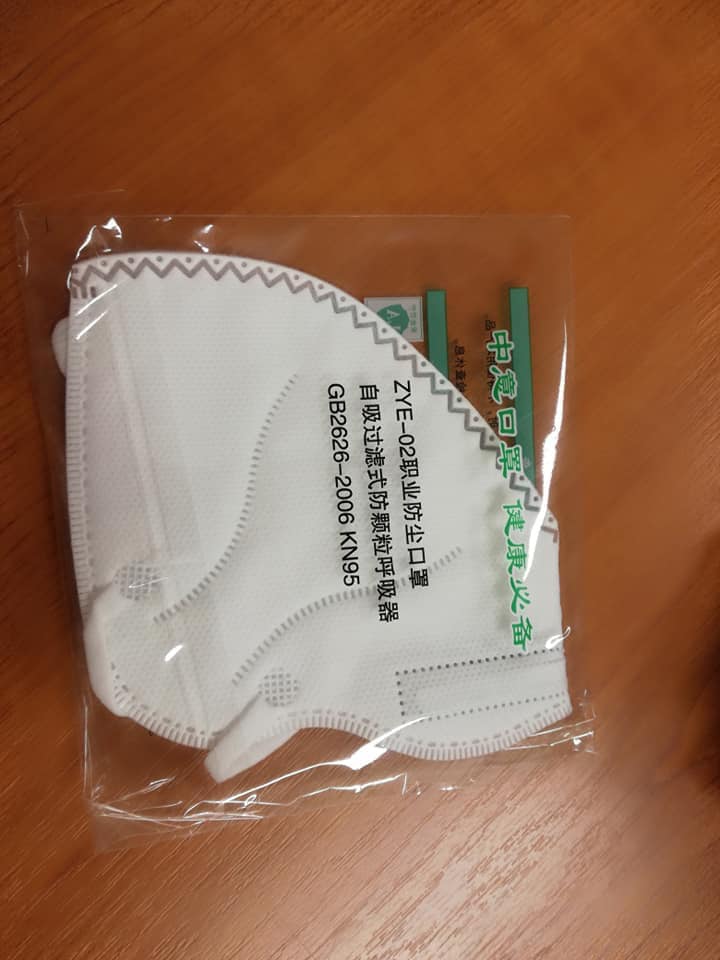 中意口罩 健康必备
ZYE-02职业防尘口罩
自吸过滤式防颗粒呼吸器
GB2626-2006 KN95